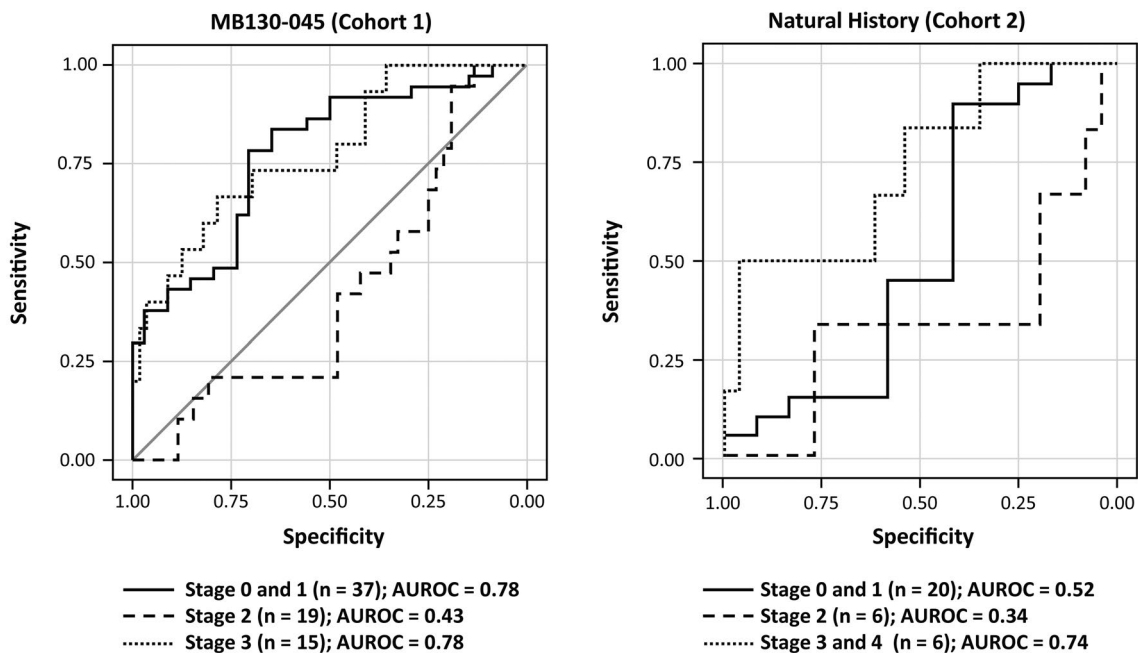 MB130-045 (Cohort 1)
Sensitivity
1.00
0.75
0.50
0.25
0.00
1.00 0.75 0.50 0.25 0.00
Specificity
Stage 0 and 1 (n = 37); AUROC = 0.78
Stage 2 (n = 19); AUROC = 0.43
Stage 3 (n = 15); AUROC = 0.78
Natural History (Cohort 2)
Sensitivity
1.00
0.75
0.50
0.25
0.00
1.00 0.75 0.50 0.25 0.00
Specificity
Stage 0 and 1 (n = 20); AUROC = 0.52
Stage 2 (n = 6); AUROC = 0.34
Stage 3 and 4 (n = 6); AUROC = 0.74